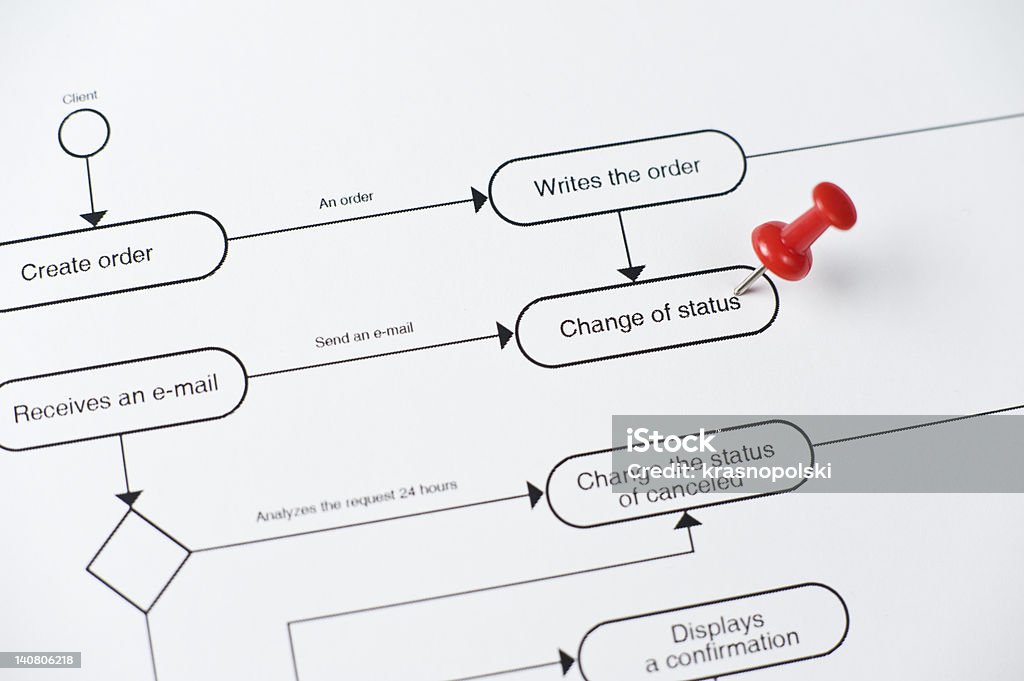 Client
An order
Writes the order
Create order
Send an e-mail
Change of status
Receives an e-mail
Analyzes the request 24 hours
Change the status
of canceled
iStock
Credit: krasnopolski
Displays
a confirmation
140806218